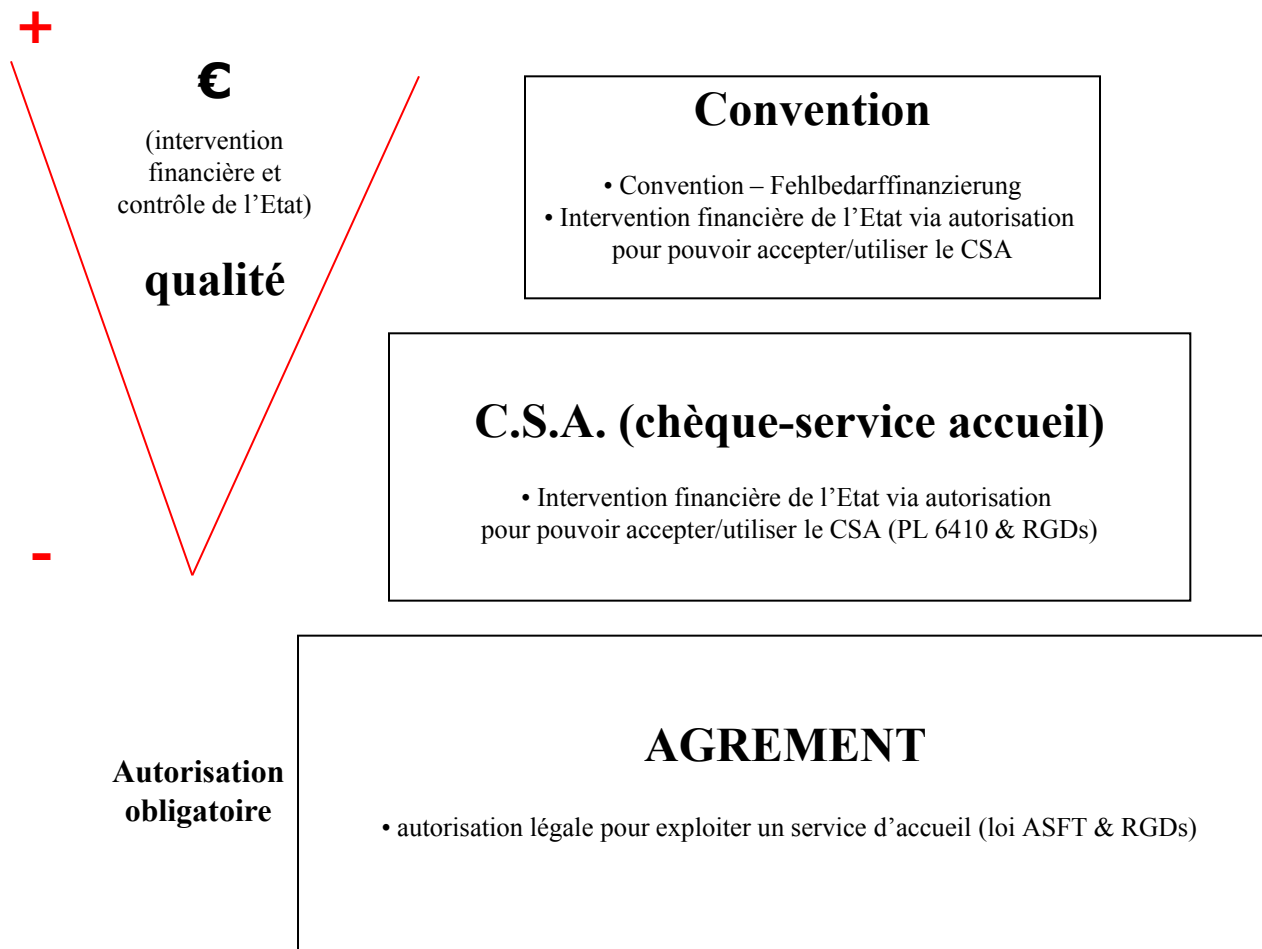 +
€
(intervention
financière et
contrôle de l’Etat)
qualité
-
Convention
• Convention – Fehlbedarffinanzierung
• Intervention financière de l’Etat via autorisation
pour pouvoir accepter/utiliser le CSA
C.S.A. (chèque-service accueil)
• Intervention financière de l’Etat via autorisation
pour pouvoir accepter/utiliser le CSA (PL 6410 & RGDs)
Autorisation
obligatoire
AGREMENT
• autorisation légale pour exploiter un service d’accueil (loi ASFT & RGDs)